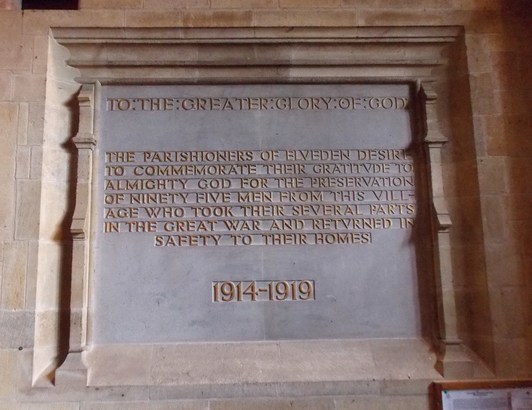 TO:THE:GREATER:GLORY:OF:GOD
THE PARISHIONERS OF ELVEDEN DESIRE
TO COMMEMORATE THEIR GRATITVDE TO
ALMIGHTY GOD FOR THE PRESERVATION
OF NINETY FIVE MEN FROM THIS VILL-
AGE WHO TOOK THEIR SEVERAL PARTS
IN THE GREAT WAR AND RETVRNED IN
SAFETY TO THEIR HOMES
1914-1919